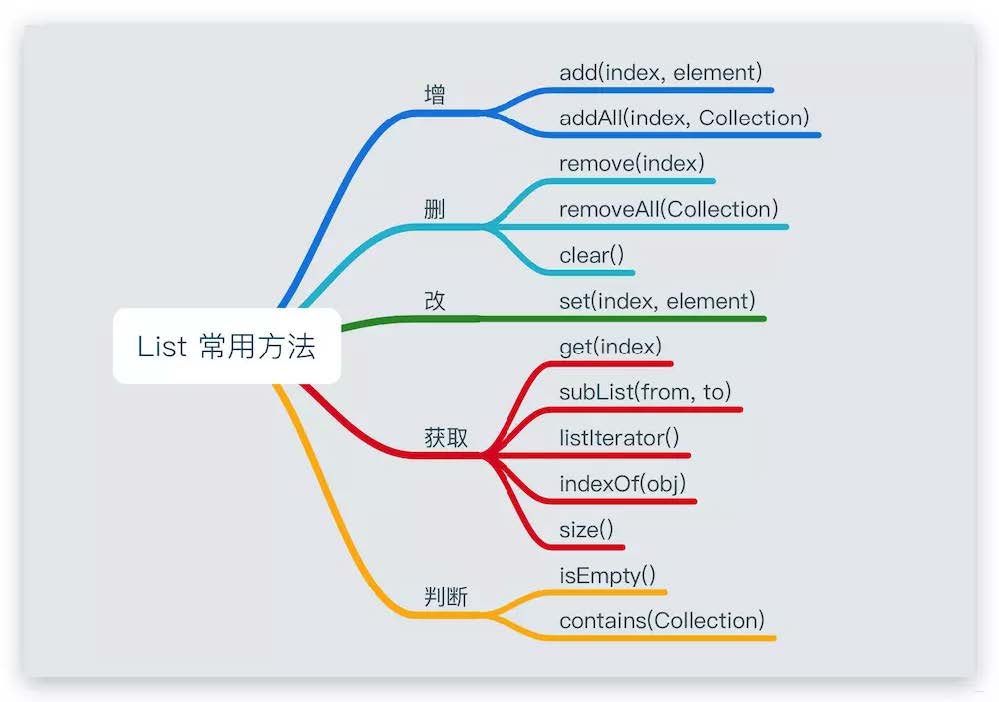 List 常用方法
增
add(index, element)
addAll(index, Collection)
删
remove(index)
removeAll(Collection)
clear()
改
set(index, element)
获取
get(index)
subList(from, to)
listIterator()
indexOf(obj)
size()
判断
isEmpty()
contains(Collection)